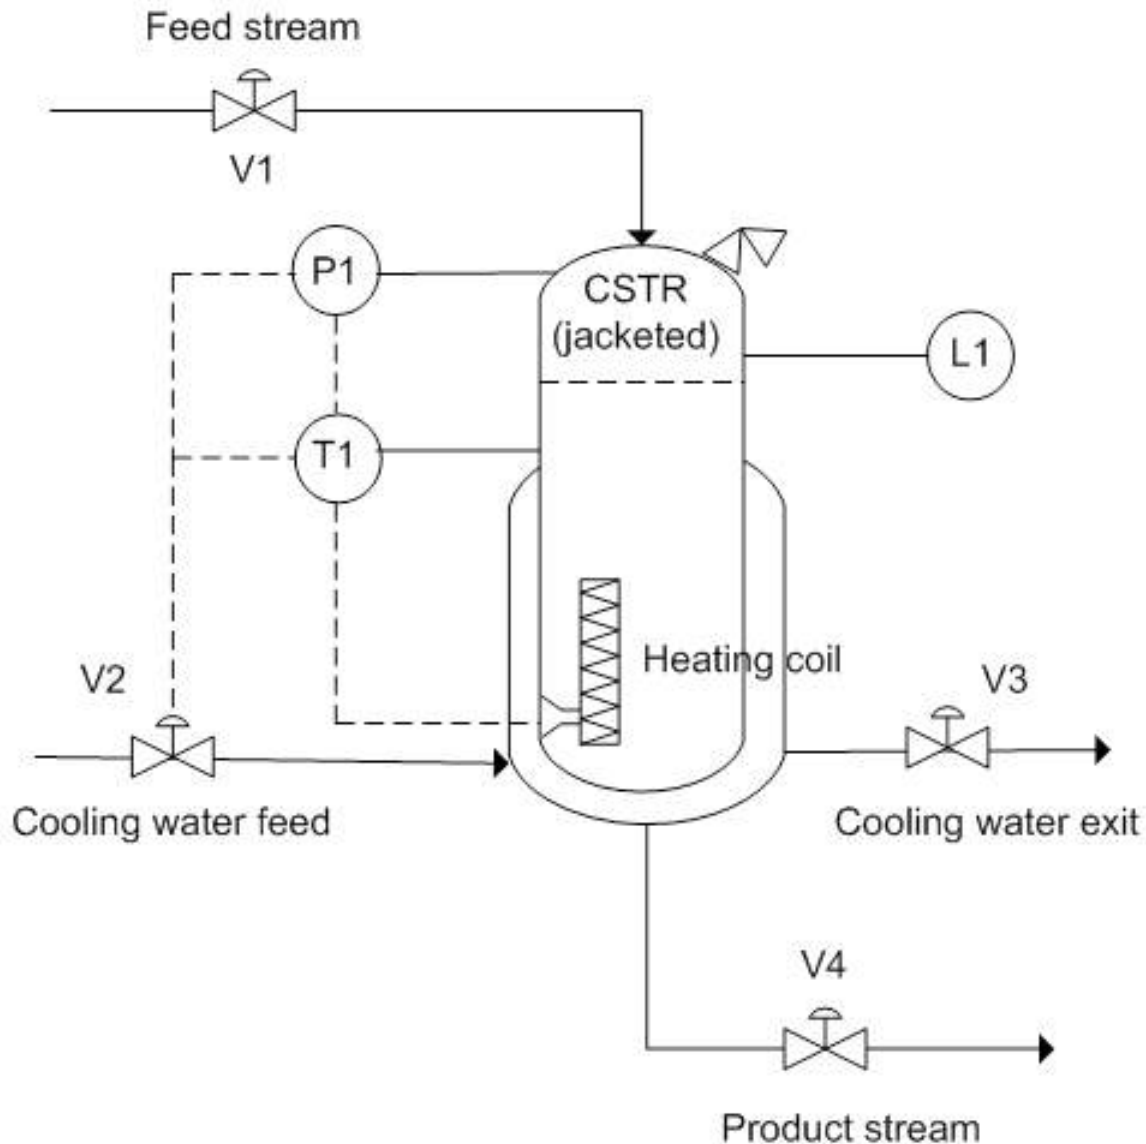 Feed stream
V1
P1
CSTR
(jacketed)
L1
T1
Heating coil
V2
V3
Cooling water feed
Cooling water exit
V4
Product stream